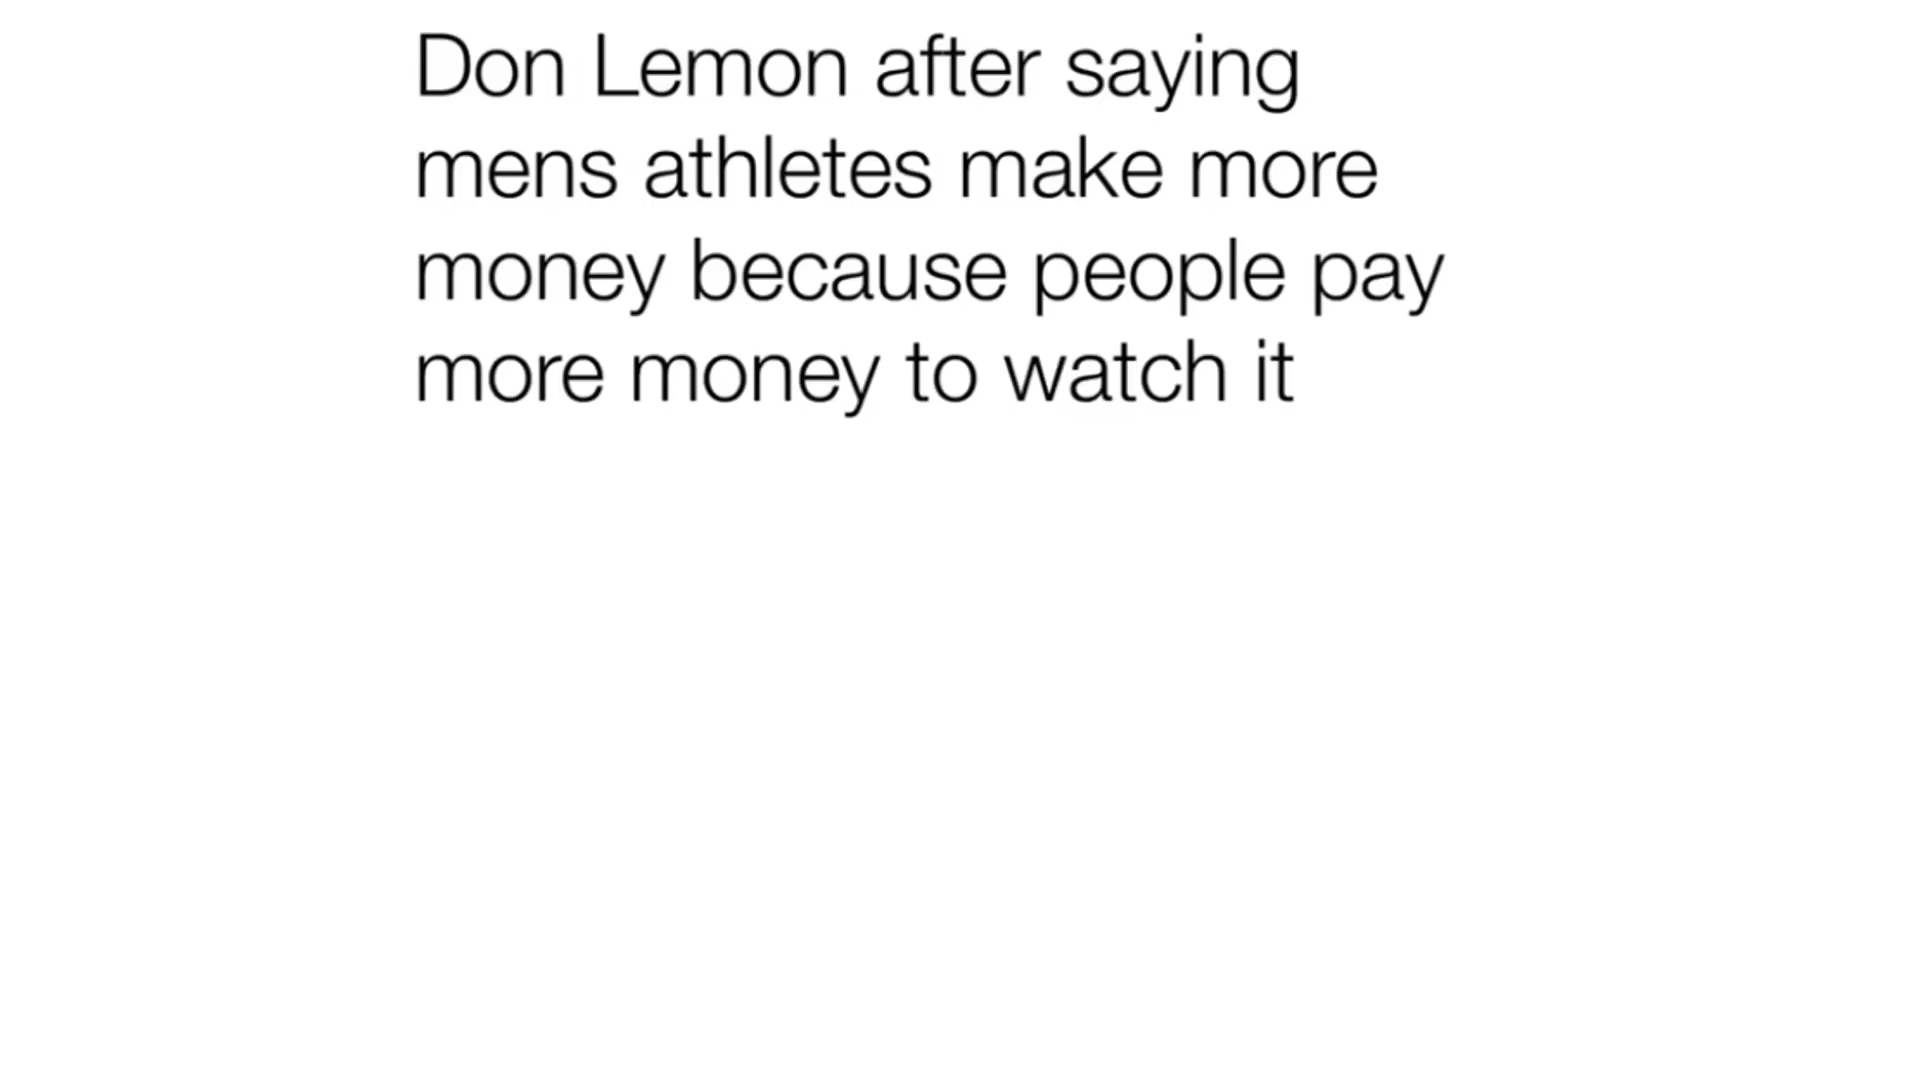 Don Lemon after saying
mens athletes make more
money because people pay
more money to watch it